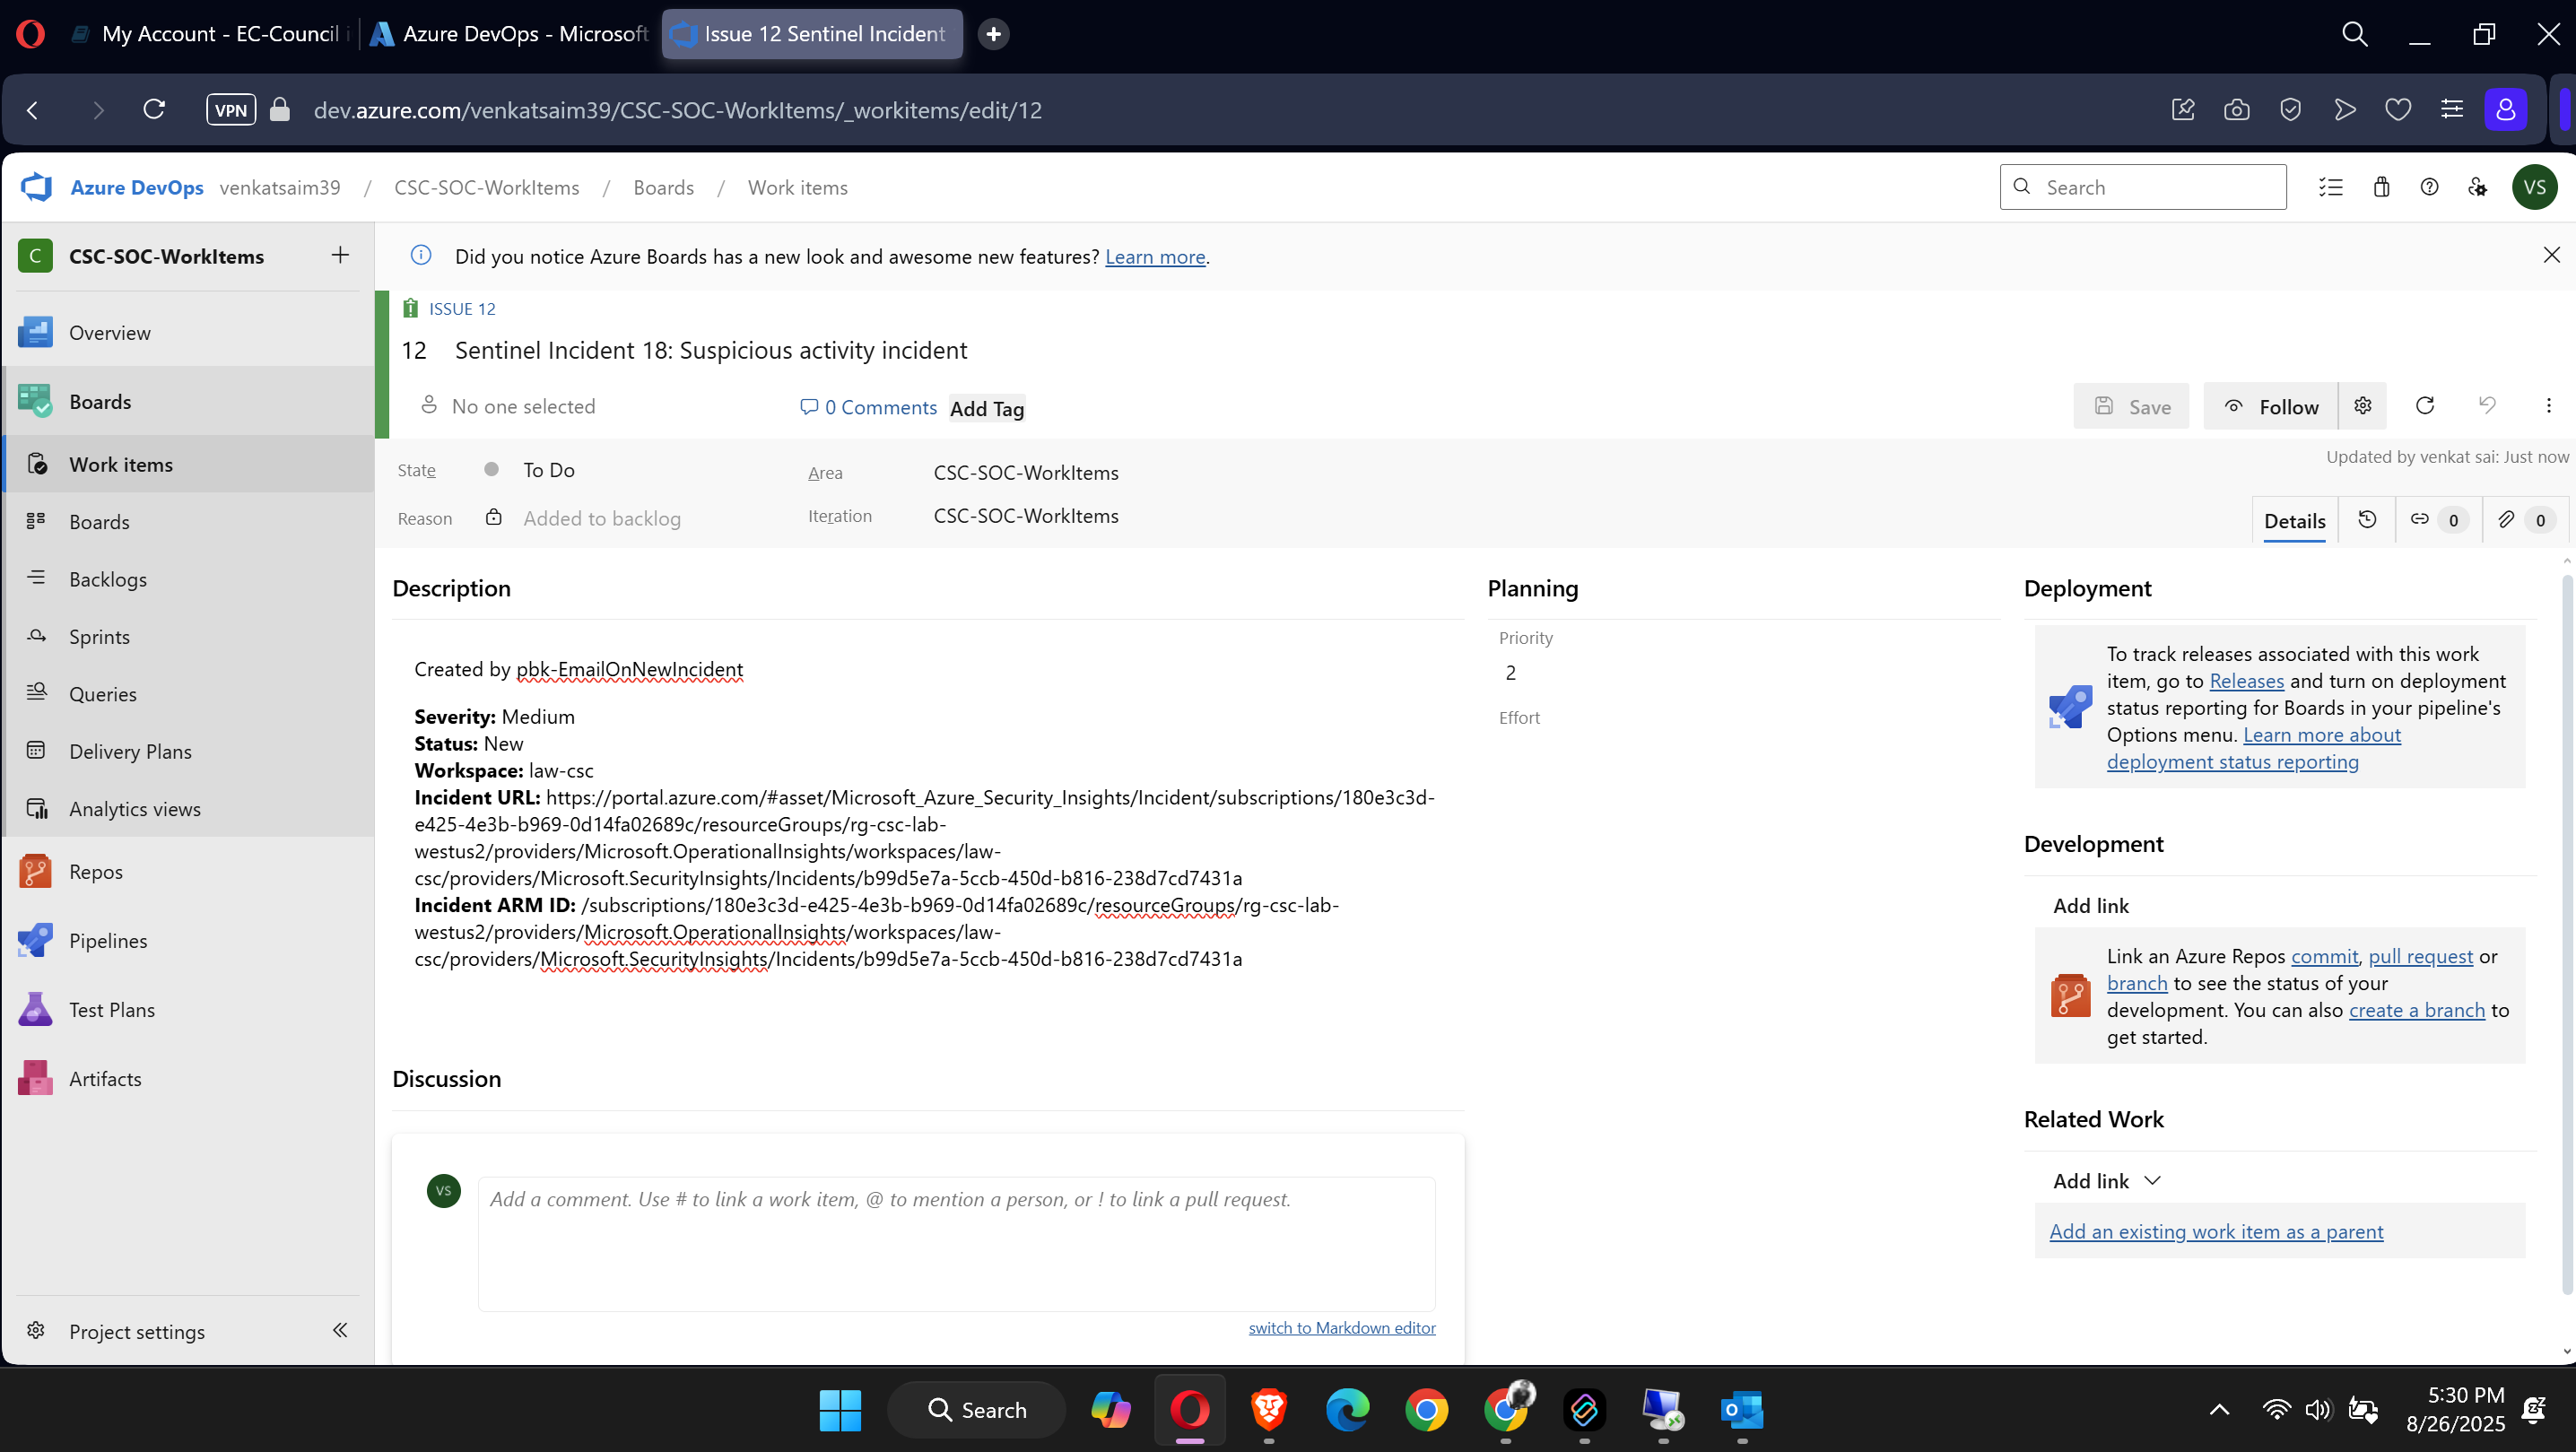 My Account - EC-Council i
Azure DevOps - Microsoft
Issue 12 Sentinel Incident
VPN
dev.azure.com/venkatsaim39/CSC-SOC-WorkItems/_workitems/edit/12
Azure DevOps venkatsaim39 / CSC-SOC-WorkItems / Boards / Work items
Search
VS
C CSC-SOC-WorkItems
Overview
Boards
Work items
Boards
Backlogs
Sprints
Queries
Delivery Plans
Analytics views
Repos
Pipelines
Test Plans
Artifacts
Project settings
Did you notice Azure Boards has a new look and awesome new features? Learn more.
ISSUE 12
12 Sentinel Incident 18: Suspicious activity incident
No one selected
0 Comments
Add Tag
Save
Follow
State To Do
Reason Added to backlog
Area CSC-SOC-WorkItems
Iteration CSC-SOC-WorkItems
Updated by venkat sai: Just now
Details
0
0
Description
Created by pbk-EmailOnNewIncident
Severity: Medium
Status: New
Workspace: law-csc
Incident URL: https://portal.azure.com/#asset/Microsoft_Azure_Security_Insights/Incident/subscriptions/180e3c3d-
e425-4e3b-b969-0d14fa02689c/resourceGroups/rg-csc-lab-
westus2/providers/Microsoft.OperationalInsights/workspaces/law-
csc/providers/Microsoft.SecurityInsights/Incidents/b99d5e7a-5ccb-450d-b816-238d7cd7431a
Incident ARM ID: /subscriptions/180e3c3d-e425-4e3b-b969-0d14fa02689c/resourceGroups/rg-csc-lab-
westus2/providers/Microsoft.OperationalInsights/workspaces/law-
csc/providers/Microsoft.SecurityInsights/Incidents/b99d5e7a-5ccb-450d-b816-238d7cd7431a
Discussion
VS
Add a comment. Use # to link a work item, @ to mention a person, or ! to link a pull request.
switch to Markdown editor
Planning
Priority
2
Effort
Deployment
To track releases associated with this work
item, go to Releases and turn on deployment
status reporting for Boards in your pipeline's
Options menu. Learn more about
deployment status reporting
Development
Add link
Link an Azure Repos commit, pull request or
branch to see the status of your
development. You can also create a branch to
get started.
Related Work
Add link
Add an existing work item as a parent
Search
5:30 PM
8/26/2025